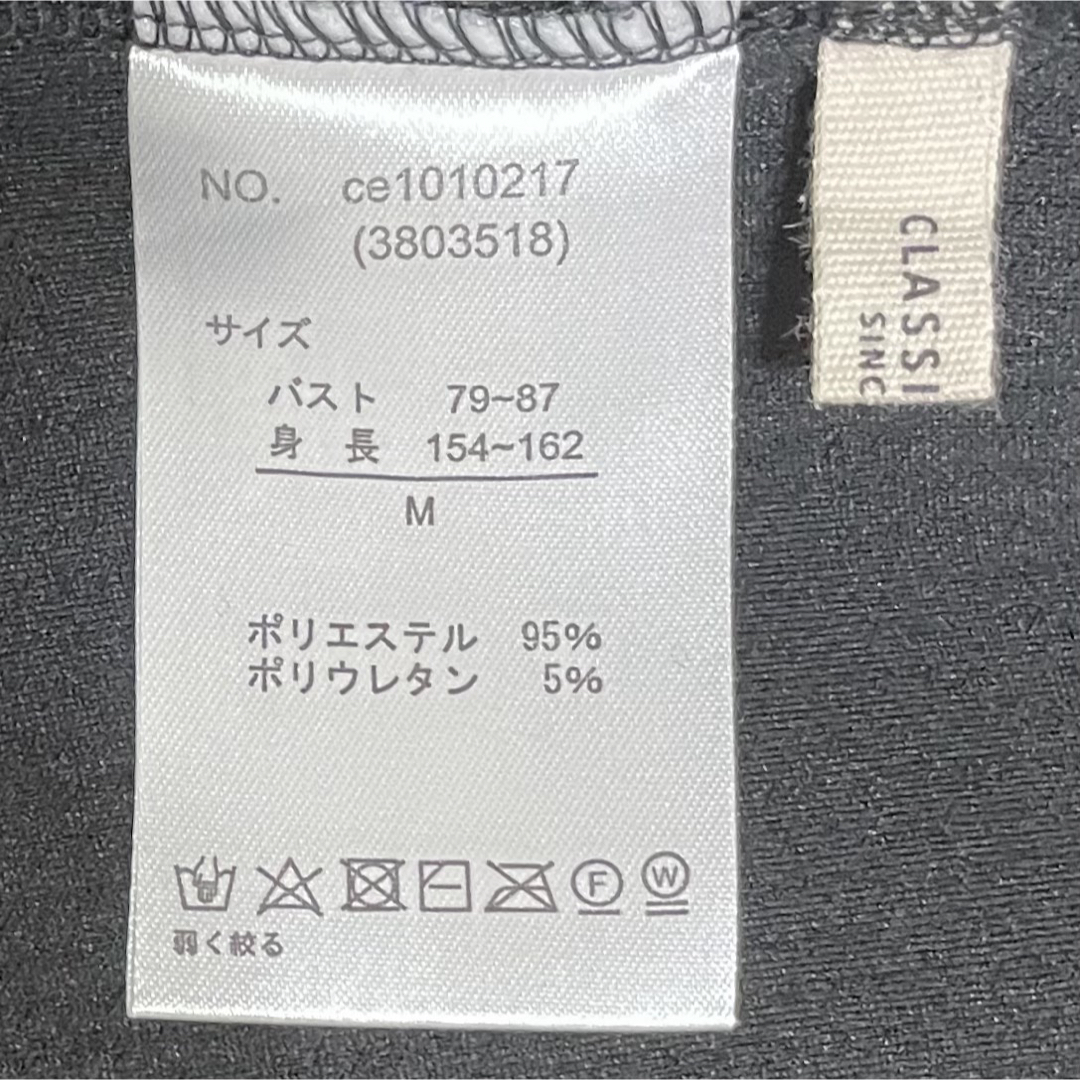 NO. ce1010217
(3803518)
サイズ
バスト 79~87
身 長 154~162
M
ポリエステル 95%
ポリウレタン 5%
F W
弱く絞る
CLASSI
SINC